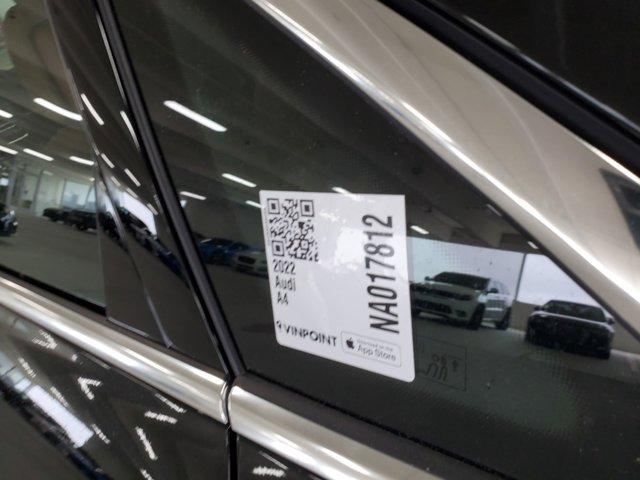 2022
Audi
A4
NA017812
VINPOINT
Download on the
App Store